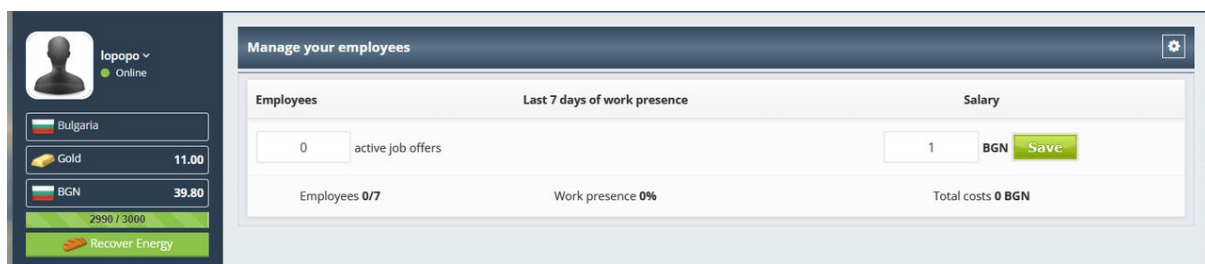 lopopo
Online
Bulgaria
Gold 11.00
BGN 39.80
2990 / 3000
Recover Energy
Manage your employees
Employees Last 7 days of work presence Salary
0 active job offers 1 BGN Save
Employees 0/7 Work presence 0% Total costs 0 BGN